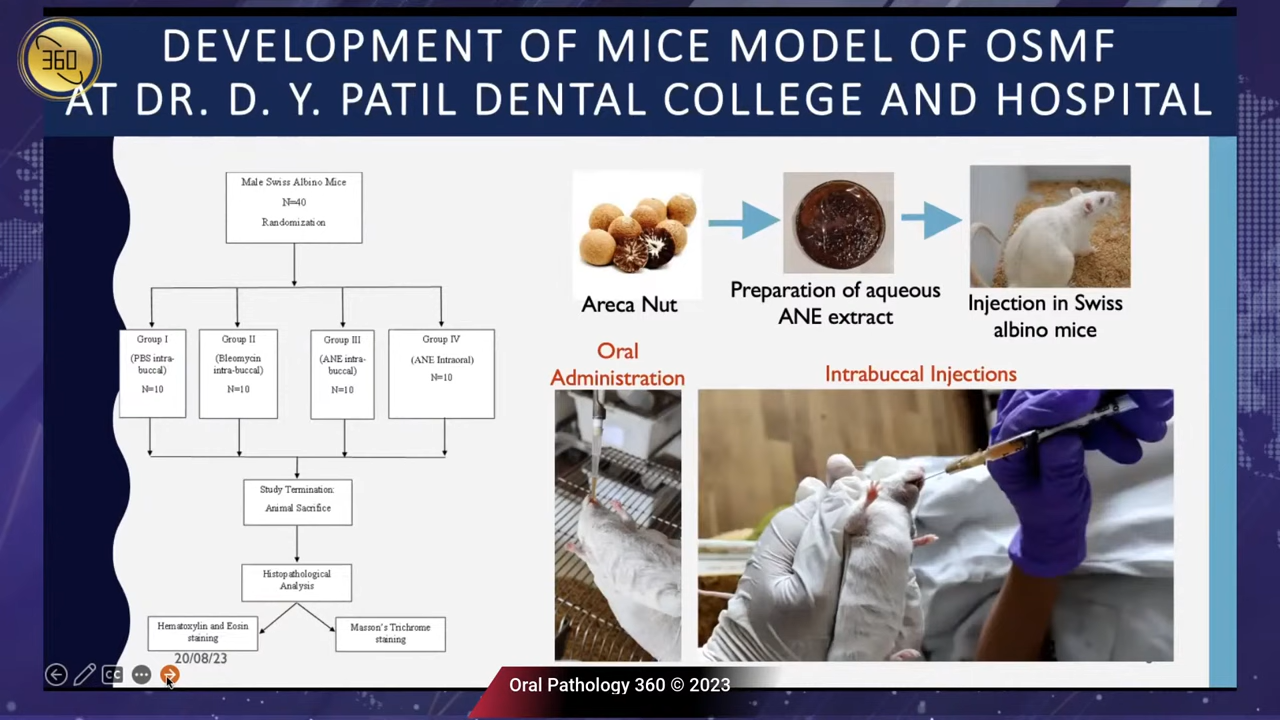 360
DEVELOPMENT OF MICE MODEL OF OSMF
AT DR. D. Y. PATIL DENTAL COLLEGE AND HOSPITAL
Male Swiss Albino Mice
N=40
Randomization
Group I
(PBS intra-
buccal)
N=10
Group II
(Bleomycin
intra-buccal)
N=10
Group III
(ANE intra-
buccal)
N=10
Group IV
(ANE Intraoral)
N=10
Study Termination:
Animal Sacrifice
Histopathological
Analysis
Hematoxylin and Eosin
staining
Masson's Trichrome
staining
Areca Nut
Preparation of aqueous
ANE extract
Injection in Swiss
albino mice
Oral
Administration
Intrabuccal Injections
20/08/23
CC
Oral Pathology 360 © 2023